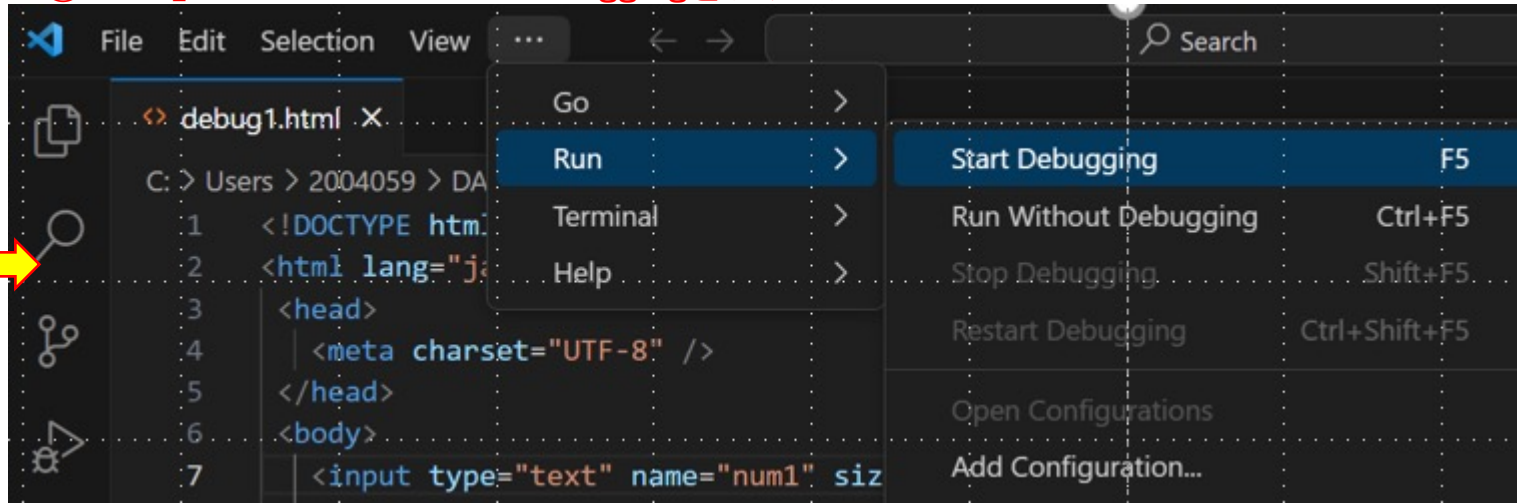 File Edit Selection View ... Search
debug1.html
Go
Run
Terminal
Help
Start Debugging F5
Run Without Debugging Ctrl+F5
Stop Debugging Shift+F5
Restart Debugging Ctrl+Shift+F5
Open Configurations
Add Configuration...
C: > Users > 2004059 > DA
1 <!DOCTYPE htm
2 <html lang="ja
3 <head>
4 <meta charset="UTF-8" />
5 </head>
6 <body>
7 <input type="text" name="num1" siz